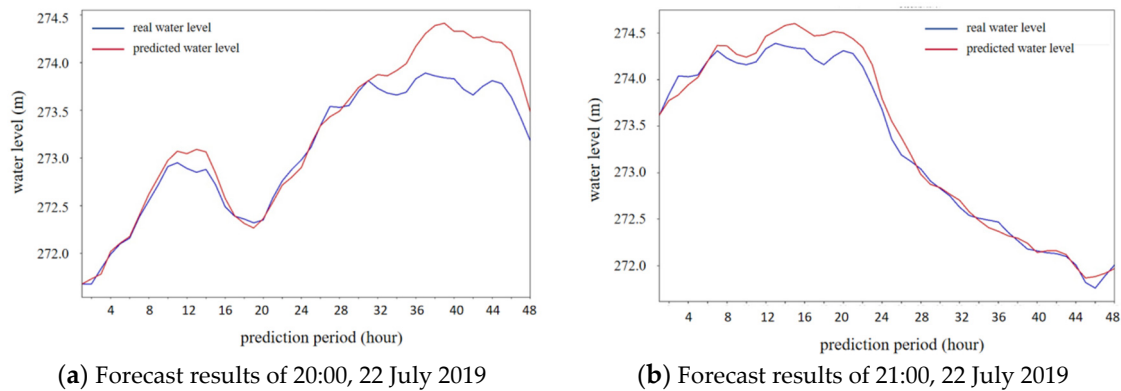 274.5
274.0
273.5
273.0
272.5
272.0
water level (m)
real water level
predicted water level
4 8 12 16 20 24 28 32 36 40 44 48
prediction period (hour)
(a) Forecast results of 20:00, 22 July 2019
274.5
274.0
273.5
273.0
272.5
272.0
water level (m)
real water level
predicted water level
4 8 12 16 20 24 28 32 36 40 44 48
prediction period (hour)
(b) Forecast results of 21:00, 22 July 2019